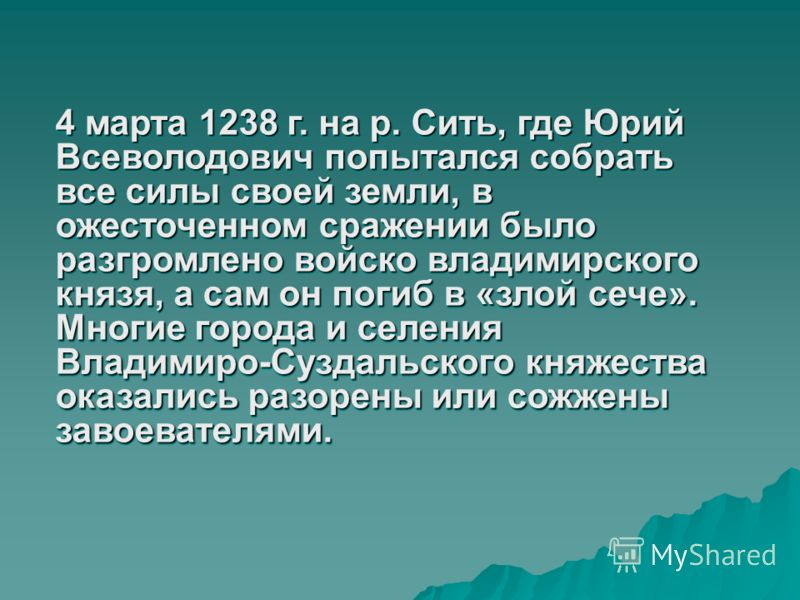 4 марта 1238 г. на р. Сить, где Юрий
Всеволодович попытался собрать
все силы своей земли, в
ожесточенном сражении было
разгромлено войско владимирского
князя, а сам он погиб в «злой сече».
Многие города и селения
Владимиро-Суздальского княжества
оказались разорены или сожжены
завоевателями.
MyShared